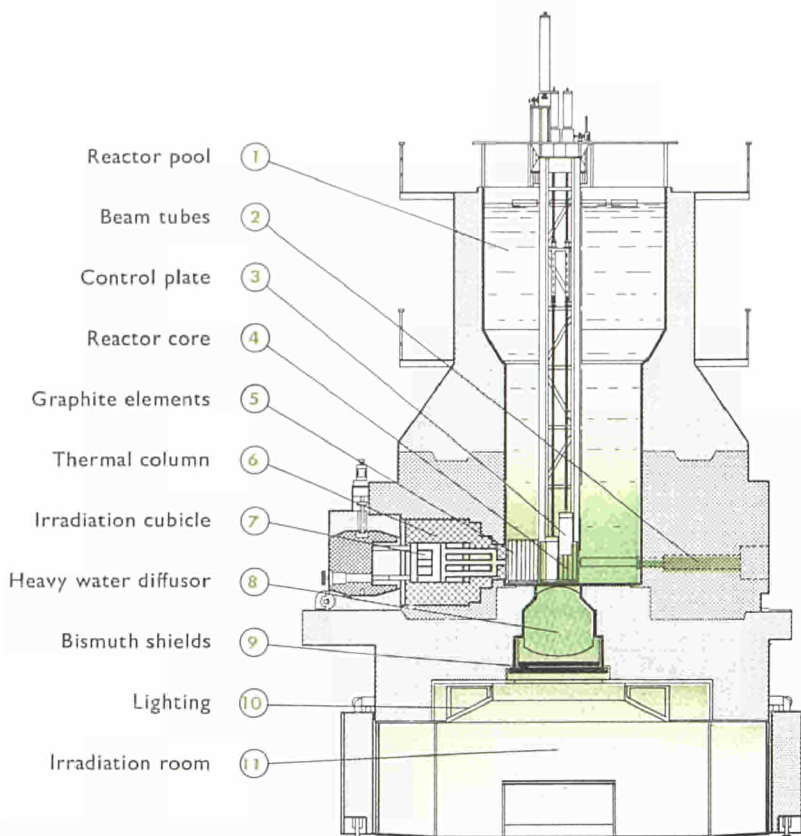 Reactor pool 1
Beam tubes 2
Control plate 3
Reactor core 4
Graphite elements 5
Thermal column 6
Irradiation cubicle 7
Heavy water diffusor 8
Bismuth shields 9
Lighting 10
Irradiation room 11